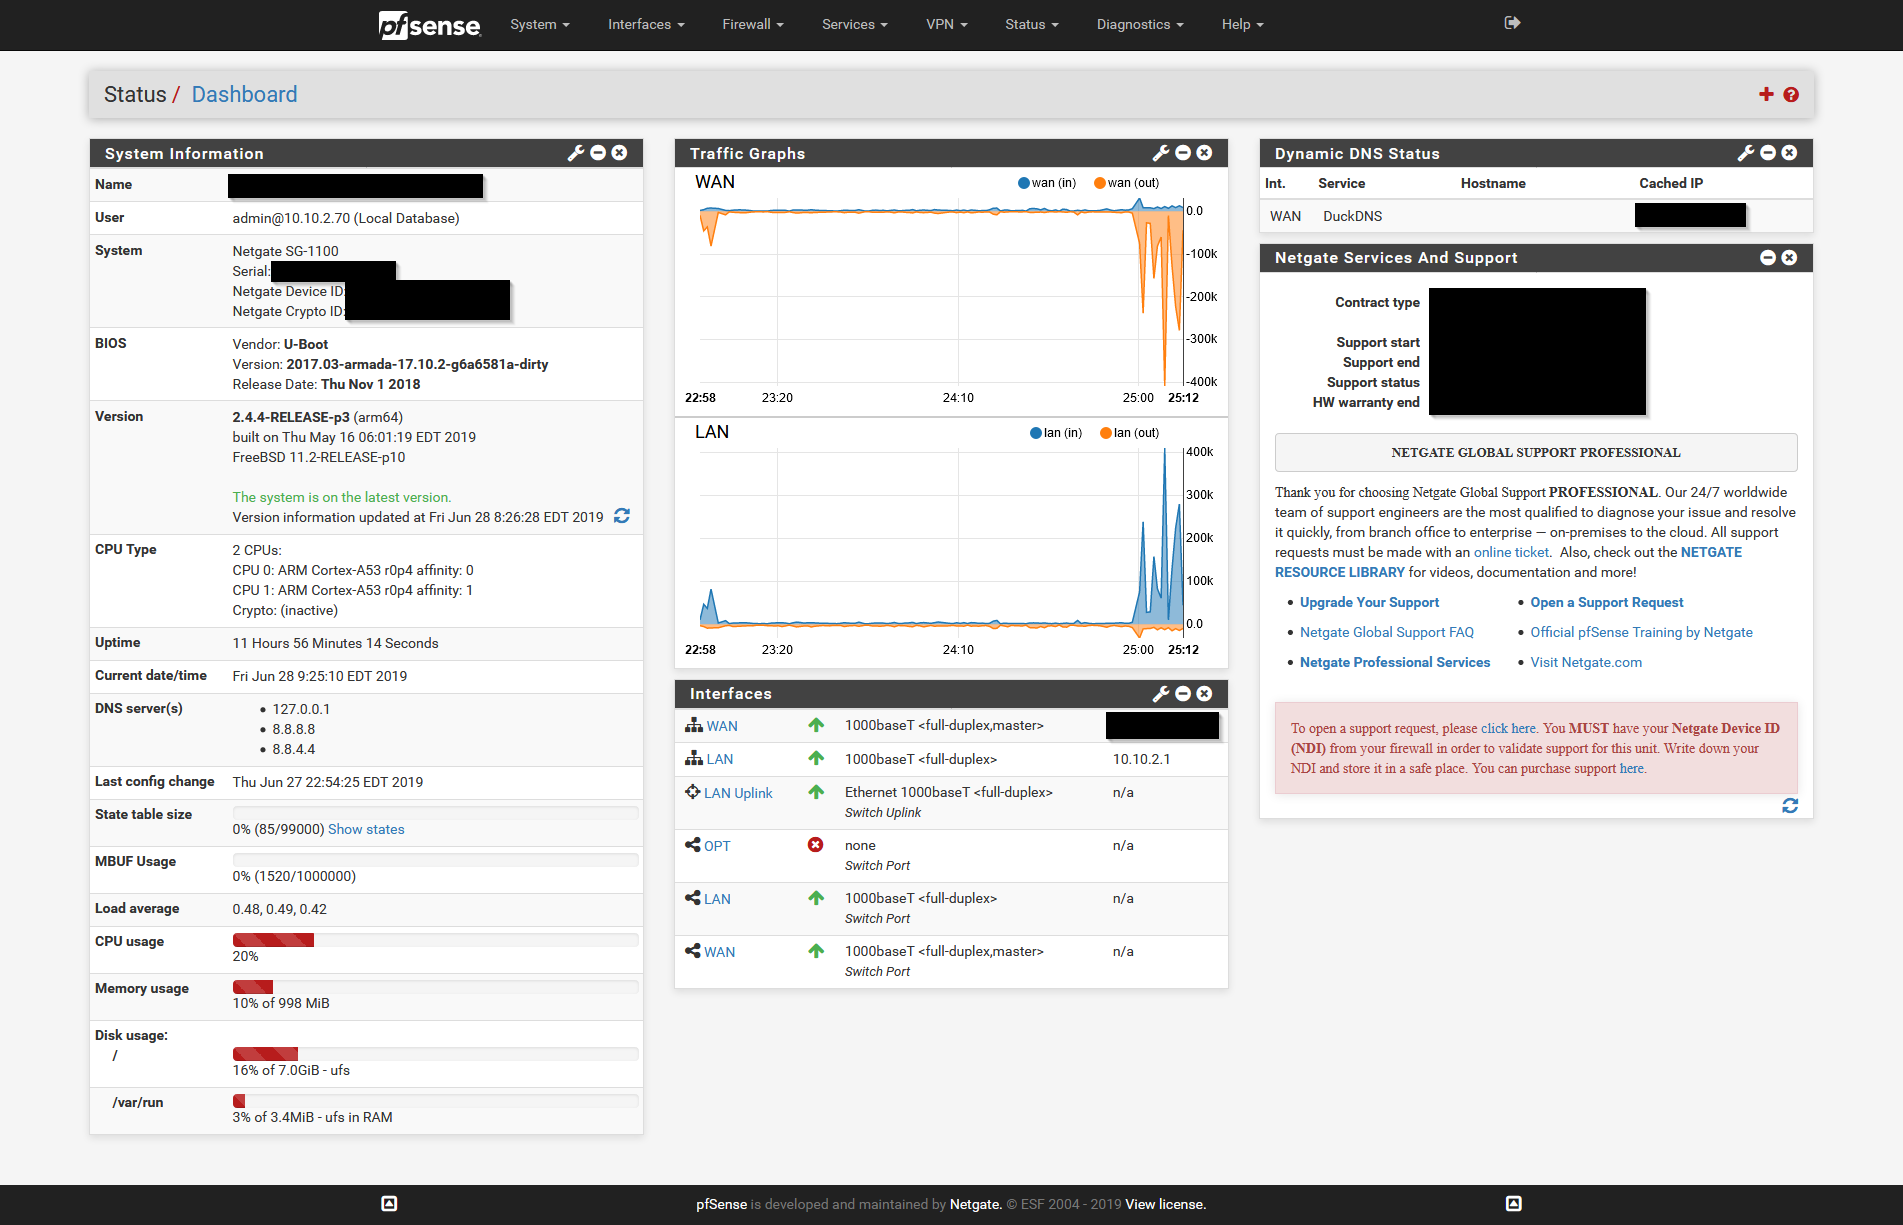 pfsense System Interfaces Firewall Services VPN Status Diagnostics Help
Status / Dashboard
System Information
Name
User admin@10.10.2.70 (Local Database)
System Netgate SG-1100
Serial:
Netgate Device ID:
Netgate Crypto ID:
BIOS Vendor: U-Boot
Version: 2017.03-armada-17.10.2-g6a6581a-dirty
Release Date: Thu Nov 1 2018
Version 2.4.4-RELEASE-p3 (arm64)
built on Thu May 16 06:01:19 EDT 2019
FreeBSD 11.2-RELEASE-p10
The system is on the latest version.
Version information updated at Fri Jun 28 8:26:28 EDT 2019
CPU Type 2 CPUs:
CPU 0: ARM Cortex-A53 r0p4 affinity: 0
CPU 1: ARM Cortex-A53 r0p4 affinity: 1
Crypto: (inactive)
Uptime 11 Hours 56 Minutes 14 Seconds
Current date/time Fri Jun 28 9:25:10 EDT 2019
DNS server(s) 127.0.0.1
8.8.8.8
8.8.4.4
Last config change Thu Jun 27 22:54:25 EDT 2019
State table size
0% (85/99000) Show states
MBUF Usage
0% (1520/1000000)
Load average 0.48, 0.49, 0.42
CPU usage
20%
Memory usage
10% of 998 MiB
Disk usage:
/
16% of 7.0GiB - ufs
/var/run
3% of 3.4MiB - ufs in RAM
Traffic Graphs
WAN wan (in) wan (out)
0.0
-100k
-200k
-300k
-400k
22:58 23:20 24:10 25:00 25:12
LAN lan (in) lan (out)
400k
300k
200k
100k
0.0
22:58 23:20 24:10 25:00 25:12
Interfaces
WAN 1000baseT <full-duplex,master>
LAN 1000baseT <full-duplex> 10.10.2.1
LAN Uplink Ethernet 1000baseT <full-duplex> n/a
Switch Uplink
OPT none n/a
Switch Port
LAN 1000baseT <full-duplex> n/a
Switch Port
WAN 1000baseT <full-duplex,master> n/a
Switch Port
Dynamic DNS Status
Int. Service Hostname Cached IP
WAN DuckDNS
Netgate Services And Support
Contract type
Support start
Support end
Support status
HW warranty end
NETGATE GLOBAL SUPPORT PROFESSIONAL
Thank you for choosing Netgate Global Support PROFESSIONAL. Our 24/7 worldwide
team of support engineers are the most qualified to diagnose your issue and resolve
it quickly, from branch office to enterprise — on-premises to the cloud. All support
requests must be made with an online ticket. Also, check out the NETGATE
RESOURCE LIBRARY for videos, documentation and more!
Upgrade Your Support Open a Support Request
Netgate Global Support FAQ Official pfSense Training by Netgate
Netgate Professional Services Visit Netgate.com
To open a support request, please click here. You MUST have your Netgate Device ID
(NDI) from your firewall in order to validate support for this unit. Write down your
NDI and store it in a safe place. You can purchase support here.
pfSense is developed and maintained by Netgate. © ESF 2004 - 2019 View license.